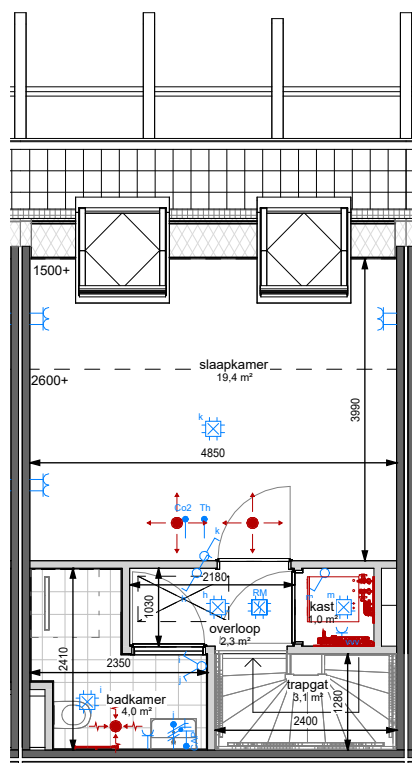 1500+
slaapkamer
19,4 m²
2600+
3990
k
4850
Co2
Th
k
2180
RM
h
m
1030
kast
1,0 m²
overloop
2,3 m²
2410
2350
trapgat
3,1 m²
1280
i
badkamer
4,0 m²
2400
j